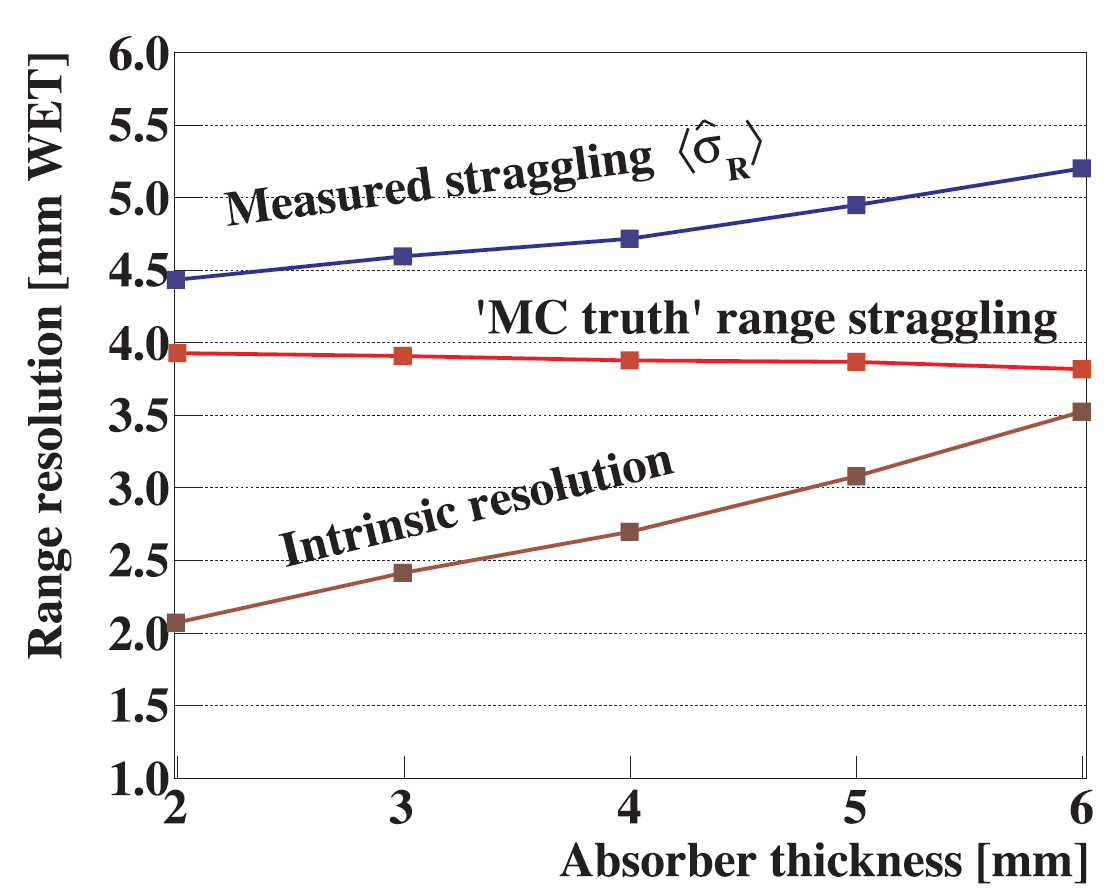 6.0
5.5
5.0
4.5
4.0
3.5
3.0
2.5
2.0
1.5
1.0
Range resolution [mm WET]
Measured straggling ⟨σ̂_R⟩
'MC truth' range straggling
Intrinsic resolution
2 3 4 5 6
Absorber thickness [mm]